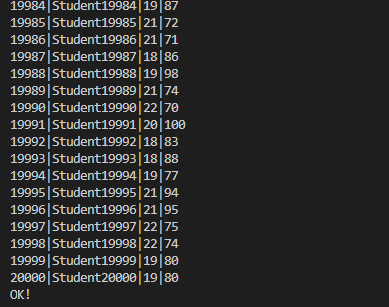 19984|Student19984|19|87
19985|Student19985|21|72
19986|Student19986|21|71
19987|Student19987|18|86
19988|Student19988|19|98
19989|Student19989|21|74
19990|Student19990|22|70
19991|Student19991|20|100
19992|Student19992|18|83
19993|Student19993|18|88
19994|Student19994|19|77
19995|Student19995|21|94
19996|Student19996|21|95
19997|Student19997|22|75
19998|Student19998|22|74
19999|Student19999|19|80
20000|Student20000|19|80
OK!